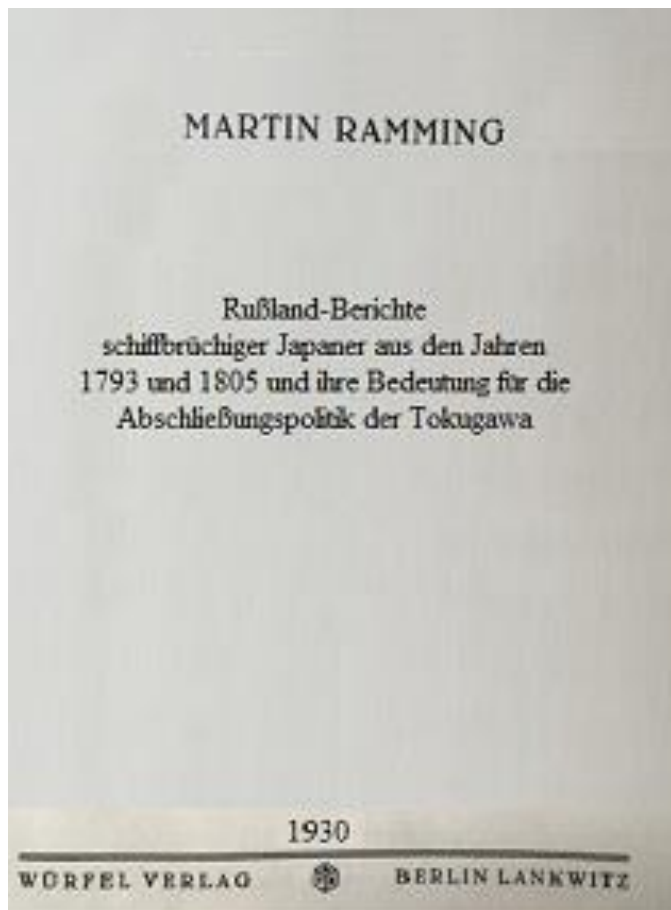 MARTIN RAMMING
Rußland-Berichte
schiffbrüchiger Japaner aus den Jahren
1793 und 1805 und ihre Bedeutung für die
Abschließungspolitik der Tokugawa
1930
WÜRFEL VERLAG BERLIN LANKWITZ